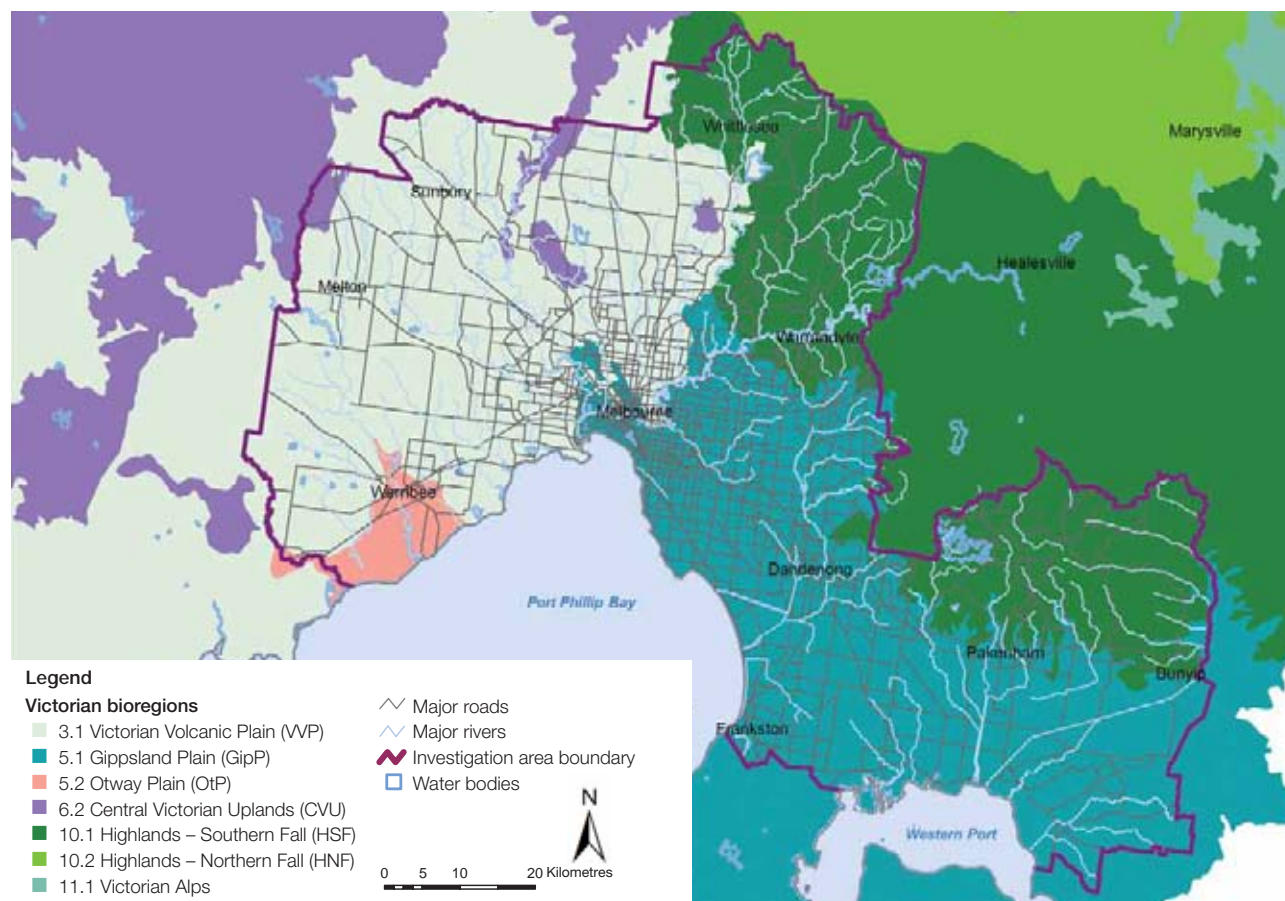 Whittlesea
Marysville
Sunbury
Healesville
Melton
Warrandyte
Melbourne
Werribee
Dandenong
Port Phillip Bay
Pakenham
Bunyip
Frankston
Western Port
Legend
Victorian bioregions
3.1 Victorian Volcanic Plain (VVP)
5.1 Gippsland Plain (GipP)
5.2 Otway Plain (OtP)
6.2 Central Victorian Uplands (CVU)
10.1 Highlands – Southern Fall (HSF)
10.2 Highlands – Northern Fall (HNF)
11.1 Victorian Alps
Major roads
Major rivers
Investigation area boundary
Water bodies
N
0 5 10 20 Kilometres